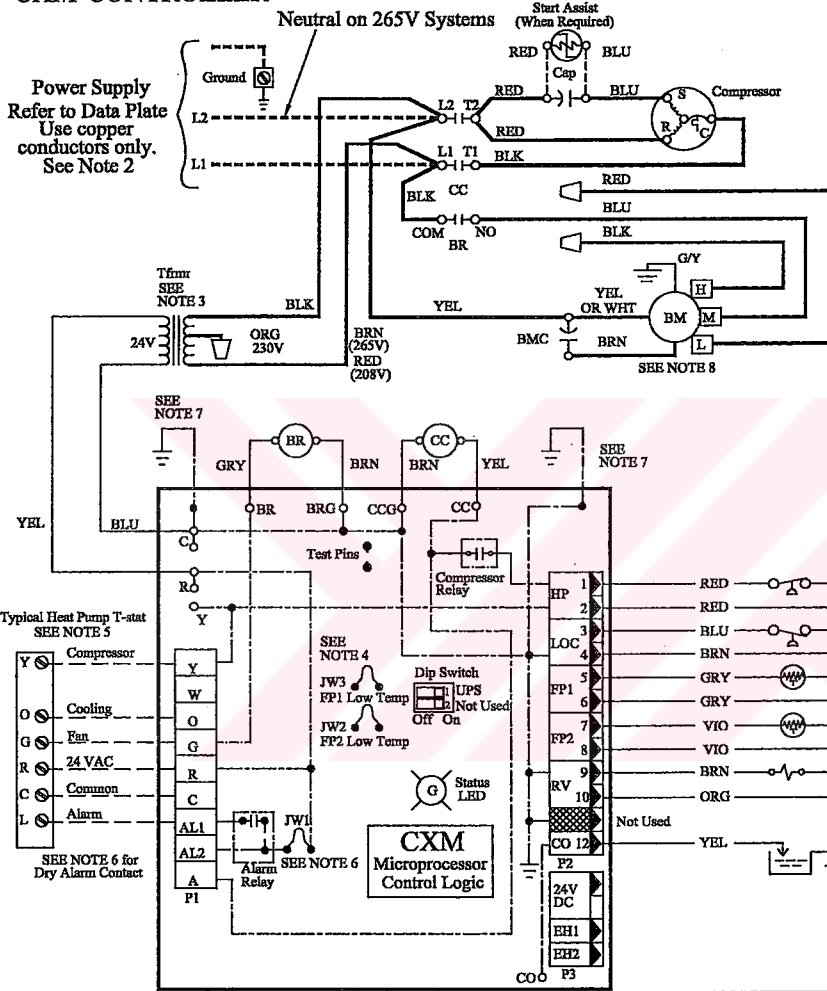 Neutral on 265V Systems
Start Assist
(When Required)
RED
BLU
Ground
Cap
Power Supply
Refer to Data Plate
Use copper
conductors only.
See Note 2
L2
L1
L2 T2
RED
BLU
S
Compressor
RED
R
C
L1 T1
BLK
BLK
CC
RED
BLU
COM
NO
BR
BLK
G/Y
Tfrmr
SEE
NOTE 3
BLK
YEL
YEL
OR WHT
BM
H
M
L
24V
ORG
230V
BRN
(265V)
RED
(208V)
BMC
BRN
SEE NOTE 8
SEE
NOTE 7
BR
CC
SEE
NOTE 7
GRY
BRN
BRN
YEL
YEL
BLU
BR
BRG
CCG
CC
C
Test Pins
R
Compressor
Relay
Y
HP
1
RED
2
RED
Typical Heat Pump T-stat
SEE NOTE 5
SEE
NOTE 4
LOC
3
BLU
4
BRN
Y
Compressor
Y
JW3
FP1 Low Temp
Dip Switch
1 UPS
2 Not Used
Off On
FP1
5
GRY
6
GRY
W
O
Cooling
O
JW2
FP2 Low Temp
FP2
7
VIO
8
VIO
G
Fan
G
R
24 VAC
R
RV
9
BRN
10
ORG
C
Common
C
G
Status
LED
L
Alarm
AL1
JW1
Not Used
AL2
SEE NOTE 6
CXM
Microprocessor
Control Logic
CO 12
YEL
SEE NOTE 6 for
Dry Alarm Contact
Alarm
Relay
A
P1
P2
24V
DC
EH1
EH2
CO
P3